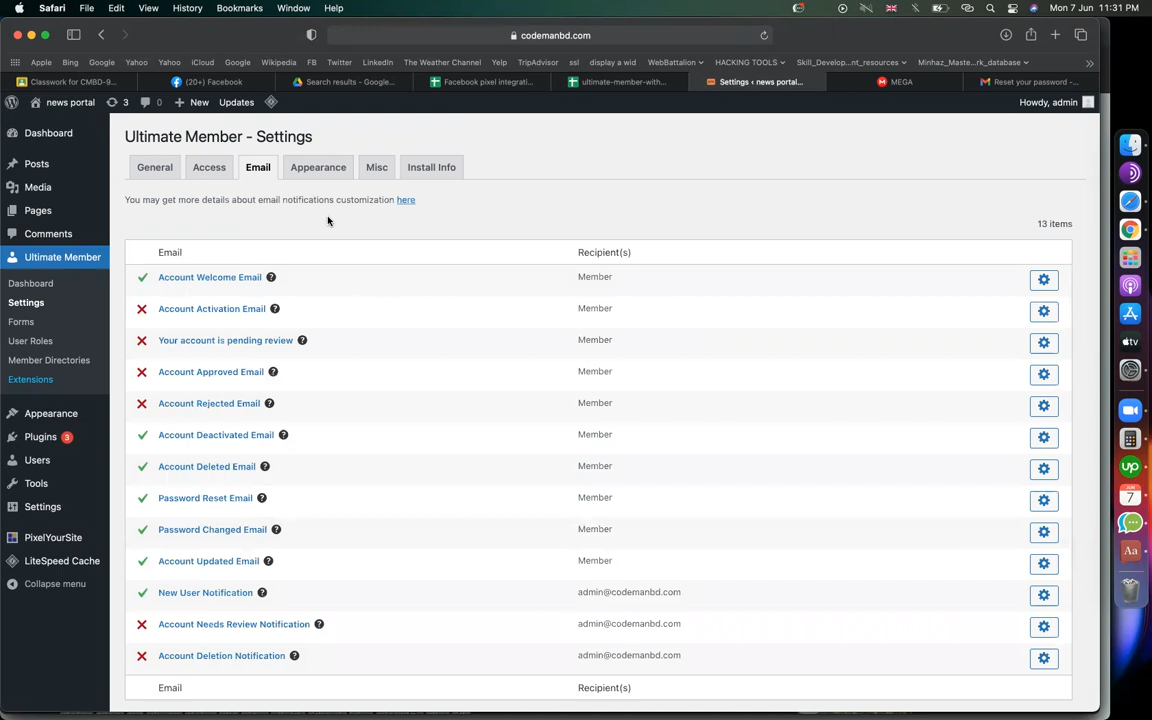 Safari File Edit View History Bookmarks Window Help Mon 7 Jun 11:31 PM
codemanbd.com
Apple Bing Google Yahoo Yahoo iCloud Google Wikipedia FB Twitter LinkedIn The Weather Channel Yelp TripAdvisor ssl display a wid WebBattalion HACKING TOOLS Skill_Develop...nt_resources Minhaz_Maste...rk_database
Classwork for CMBD-9... (20+) Facebook Search results - Google... Facebook pixel integrati... ultimate-member-with... Settings ‹ news portal... MEGA Reset your password -...
news portal 3 0 New Updates Howdy, admin
Dashboard
Posts
Media
Pages
Comments
Ultimate Member
Dashboard
Settings
Forms
User Roles
Member Directories
Extensions
Appearance
Plugins 3
Users
Tools
Settings
PixelYourSite
LiteSpeed Cache
Collapse menu
Ultimate Member - Settings
General Access Email Appearance Misc Install Info
You may get more details about email notifications customization here
13 items
Email Recipient(s)
Account Welcome Email ? Member
Account Activation Email ? Member
Your account is pending review ? Member
Account Approved Email ? Member
Account Rejected Email ? Member
Account Deactivated Email ? Member
Account Deleted Email ? Member
Password Reset Email ? Member
Password Changed Email ? Member
Account Updated Email ? Member
New User Notification ? admin@codemanbd.com
Account Needs Review Notification ? admin@codemanbd.com
Account Deletion Notification ? admin@codemanbd.com
Email Recipient(s)
tv
up
JUN
7
Aa